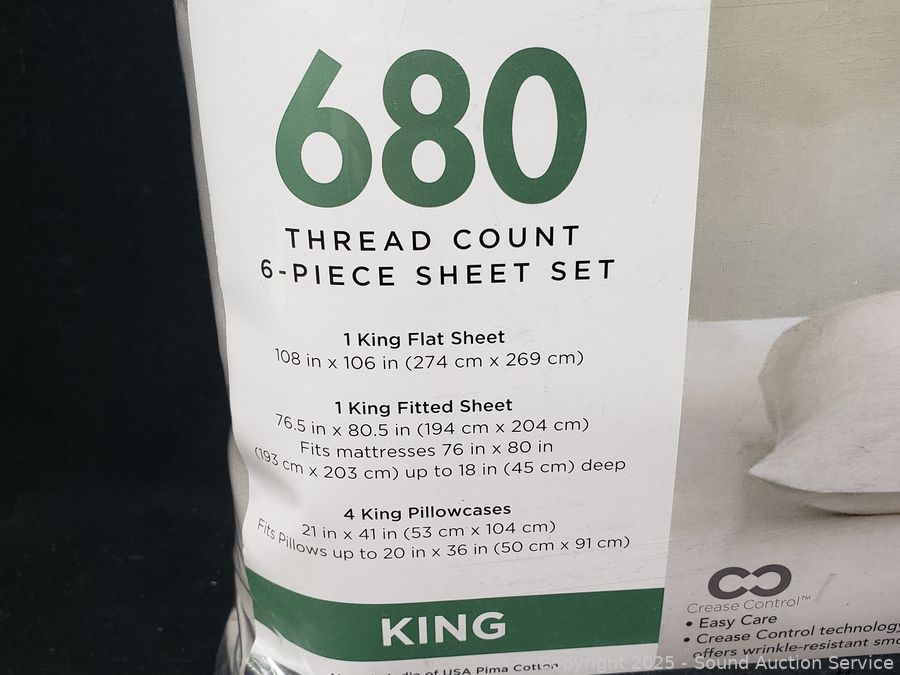 680
THREAD COUNT
6-PIECE SHEET SET
1 King Flat Sheet
108 in x 106 in (274 cm x 269 cm)
1 King Fitted Sheet
76.5 in x 80.5 in (194 cm x 204 cm)
Fits mattresses 76 in x 80 in
(193 cm x 203 cm) up to 18 in (45 cm) deep
4 King Pillowcases
21 in x 41 in (53 cm x 104 cm)
Fits Pillows up to 20 in x 36 in (50 cm x 91 cm)
KING
of USA Pima Cotton
Crease Control™
• Easy Care
• Crease Control technology
offers wrinkle-resistant
Copyright 2025 - Sound Auction Service